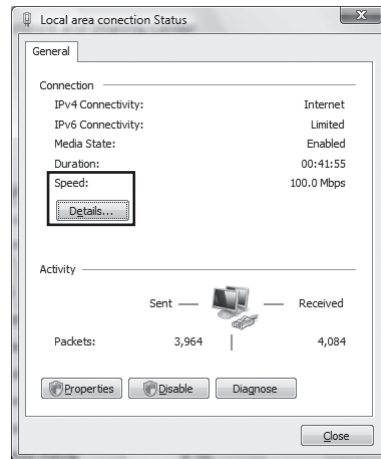 Local area conection Status
General
Connection
IPv4 Connectivity: Internet
IPv6 Connectivity: Limited
Media State: Enabled
Duration: 00:41:55
Speed: 100.0 Mbps
Details...
Activity
Sent Received
Packets: 3,964 4,084
Properties Disable Diagnose
Close